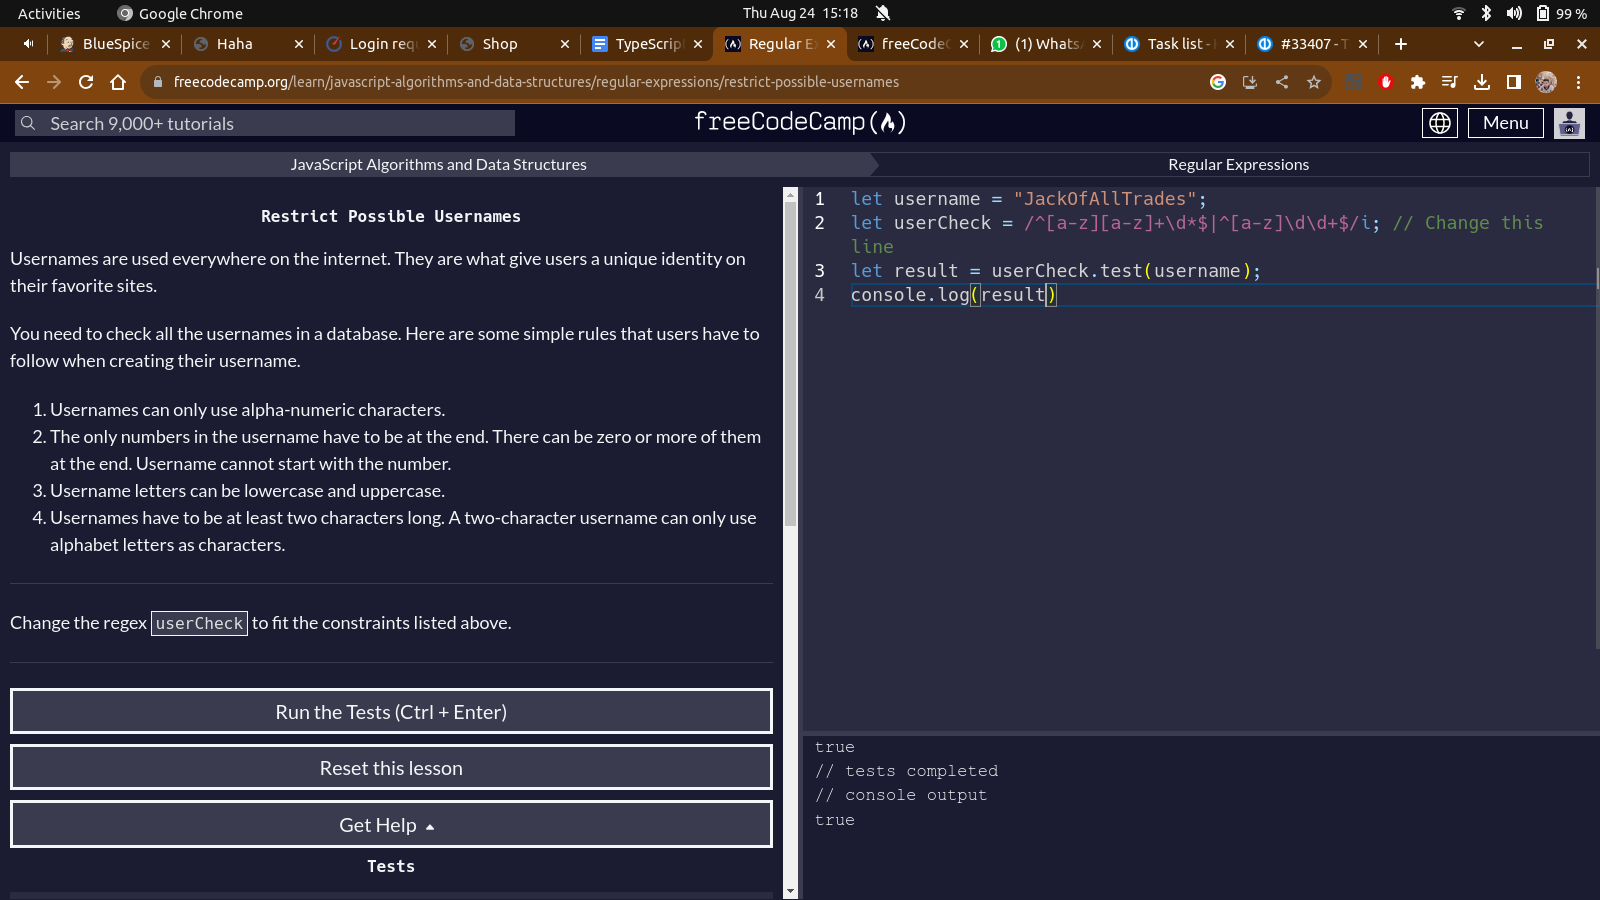 Activities
Google Chrome
Thu Aug 24 15:18
99 %
BlueSpice
Haha
Login req
Shop
TypeScrip
Regular E
freeCodeC
(1) Whats
Task list -
#33407 - T
freecodecamp.org/learn/javascript-algorithms-and-data-structures/regular-expressions/restrict-possible-usernames
Search 9,000+ tutorials
freeCodeCamp
Menu
JavaScript Algorithms and Data Structures
Regular Expressions
Restrict Possible Usernames
Usernames are used everywhere on the internet. They are what give users a unique identity on
their favorite sites.
You need to check all the usernames in a database. Here are some simple rules that users have to
follow when creating their username.
1. Usernames can only use alpha-numeric characters.
2. The only numbers in the username have to be at the end. There can be zero or more of them
at the end. Username cannot start with the number.
3. Username letters can be lowercase and uppercase.
4. Usernames have to be at least two characters long. A two-character username can only use
alphabet letters as characters.
Change the regex userCheck to fit the constraints listed above.
Run the Tests (Ctrl + Enter)
Reset this lesson
Get Help
Tests
1 let username = "JackOfAllTrades";
2 let userCheck = /^[a-z][a-z]+\d*$|^[a-z]\d\d+$/i; // Change this
line
3 let result = userCheck.test(username);
4 console.log(result)
true
// tests completed
// console output
true